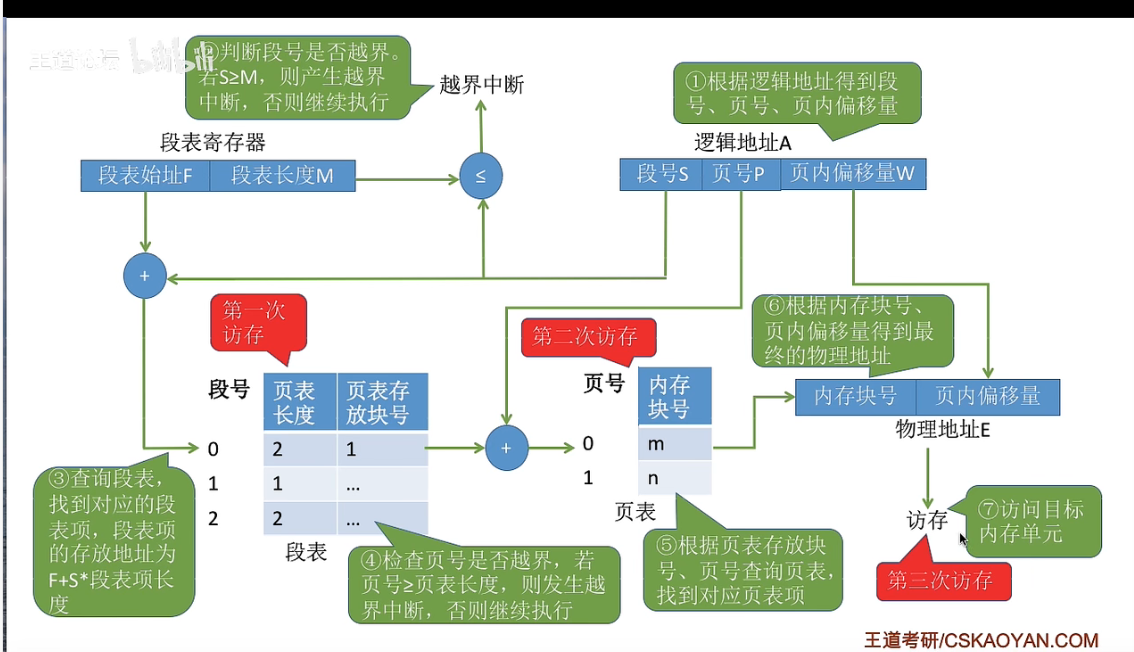 王道论坛 bilibili
②判断段号是否越界。
若S≥M，则产生越界
中断，否则继续执行
越界中断
①根据逻辑地址得到段
号、页号、页内偏移量
段表寄存器
逻辑地址A
段表始址F
段表长度M
≤
段号S
页号P
页内偏移量W
+
第一次
访存
第二次访存
⑥根据内存块号、
页内偏移量得到最
终的物理地址
段号
页表
长度
页表存
放块号
页号
内存
块号
内存块号
页内偏移量
物理地址E
0
2
1
+
0
m
1
1
...
1
n
2
2
...
段表
页表
③查询段表，
找到对应的段
表项，段表项
的存放地址为
F+S*段表项长
度
④检查页号是否越界，若
页号≥页表长度，则发生越
界中断，否则继续执行
⑤根据页表存放块
号、页号查询页表，
找到对应页表项
访存
⑦访问目标
内存单元
第三次访存
王道考研/CSKAOYAN.COM